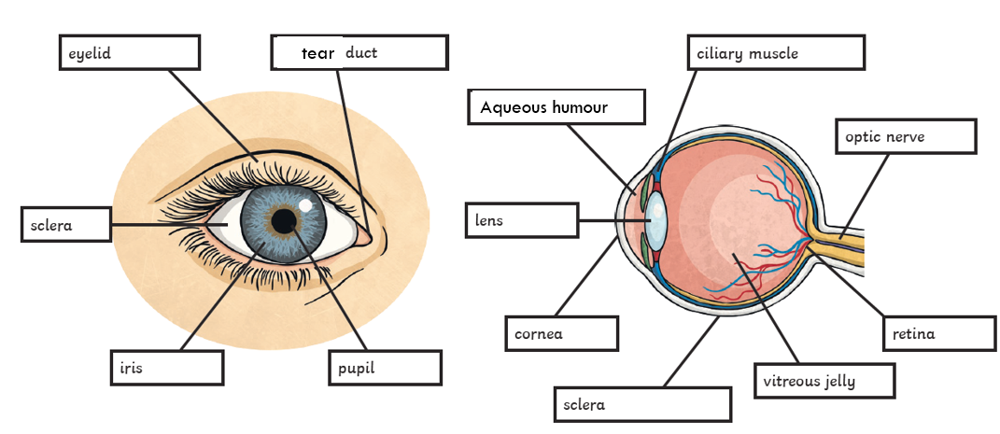 eyelid
tear duct
sclera
iris
pupil
ciliary muscle
Aqueous humour
optic nerve
lens
cornea
retina
vitreous jelly
sclera